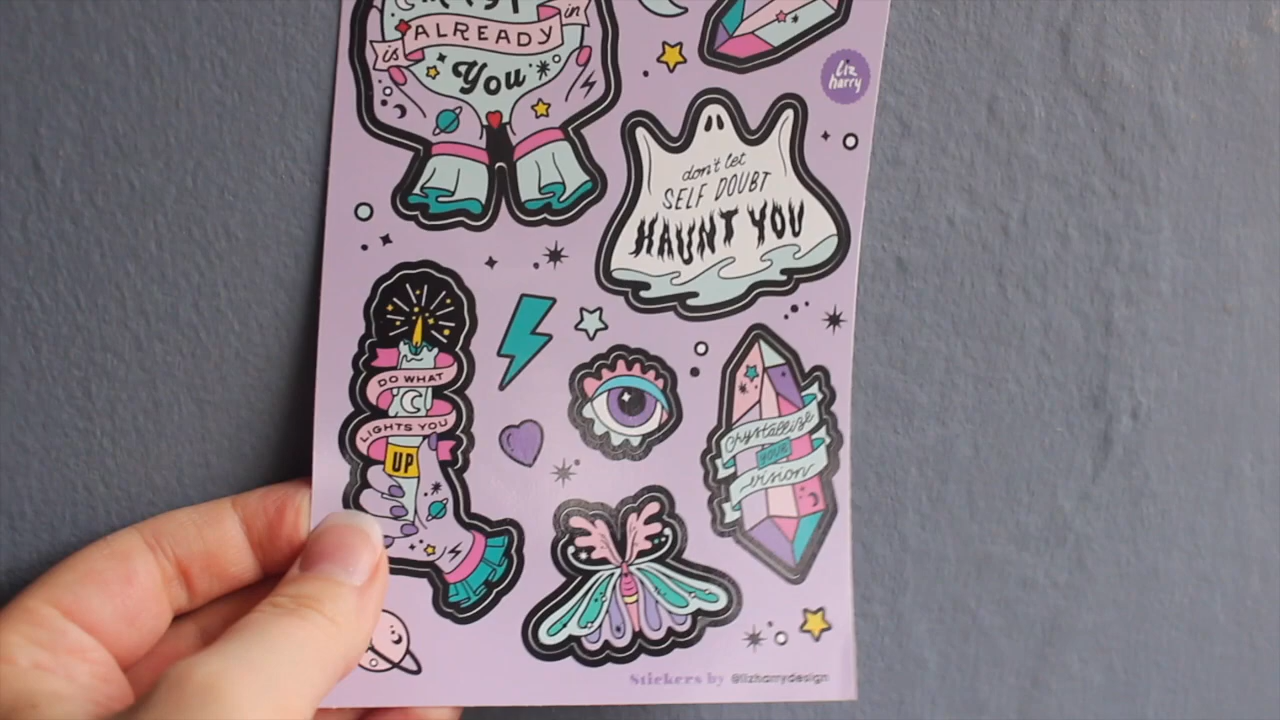 is ALREADY in
You
liz
harry
don't let
SELF DOUBT
HAUNT YOU
DO WHAT
LIGHTS YOU
UP
crystallize
YOUR
vision
Stickers by @lizharrydesign